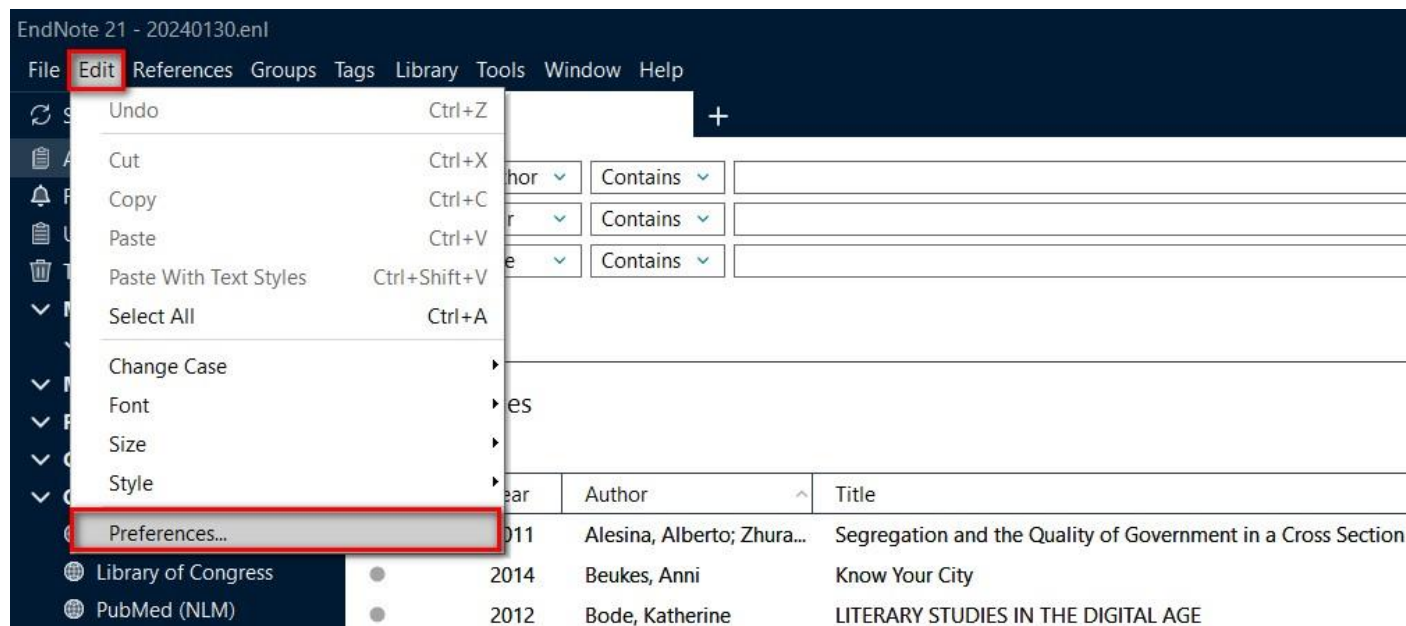 EndNote 21 - 20240130.enl
File Edit References Groups Tags Library Tools Window Help
Undo Ctrl+Z
Cut Ctrl+X
Copy Ctrl+C
Paste Ctrl+V
Paste With Text Styles Ctrl+Shift+V
Select All Ctrl+A
Change Case
Font
Size
Style
Preferences...
Library of Congress
PubMed (NLM)
+
Contains
Contains
Contains
Author Title
Alesina, Alberto; Zhura... Segregation and the Quality of Government in a Cross Section
2014 Beukes, Anni Know Your City
2012 Bode, Katherine LITERARY STUDIES IN THE DIGITAL AGE